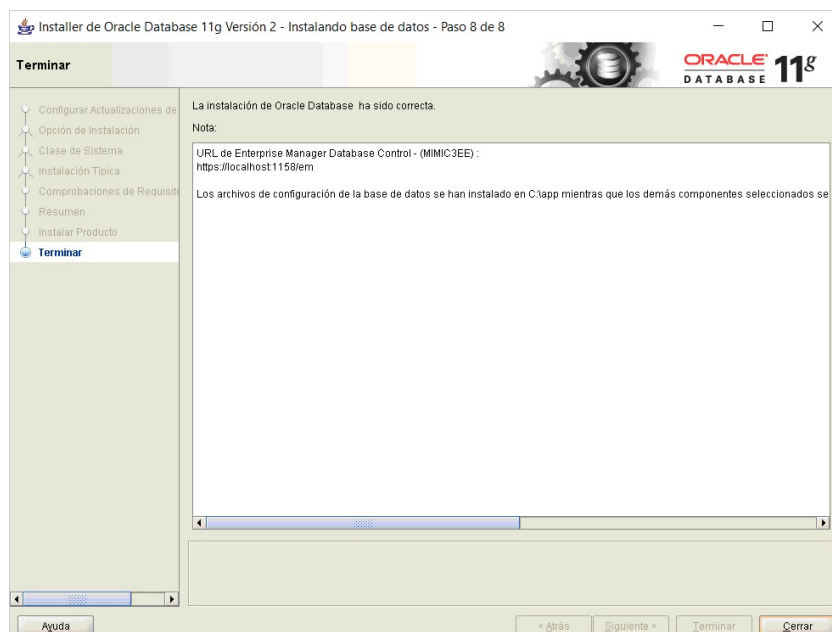 Installer de Oracle Database 11g Versión 2 - Instalando base de datos - Paso 8 de 8
Terminar
ORACLE DATABASE 11g
Configurar Actualizaciones de
Opción de Instalación
Clase de Sistema
Instalación Típica
Comprobaciones de Requisit
Resumen
Instalar Producto
Terminar
La instalación de Oracle Database ha sido correcta.
Nota:
URL de Enterprise Manager Database Control - (MIMIC3EE) :
https://localhost:1158/em
Los archivos de configuración de la base de datos se han instalado en C:\app mientras que los demás componentes seleccionados se
Ayuda
< Atrás
Siguiente >
Terminar
Cerrar